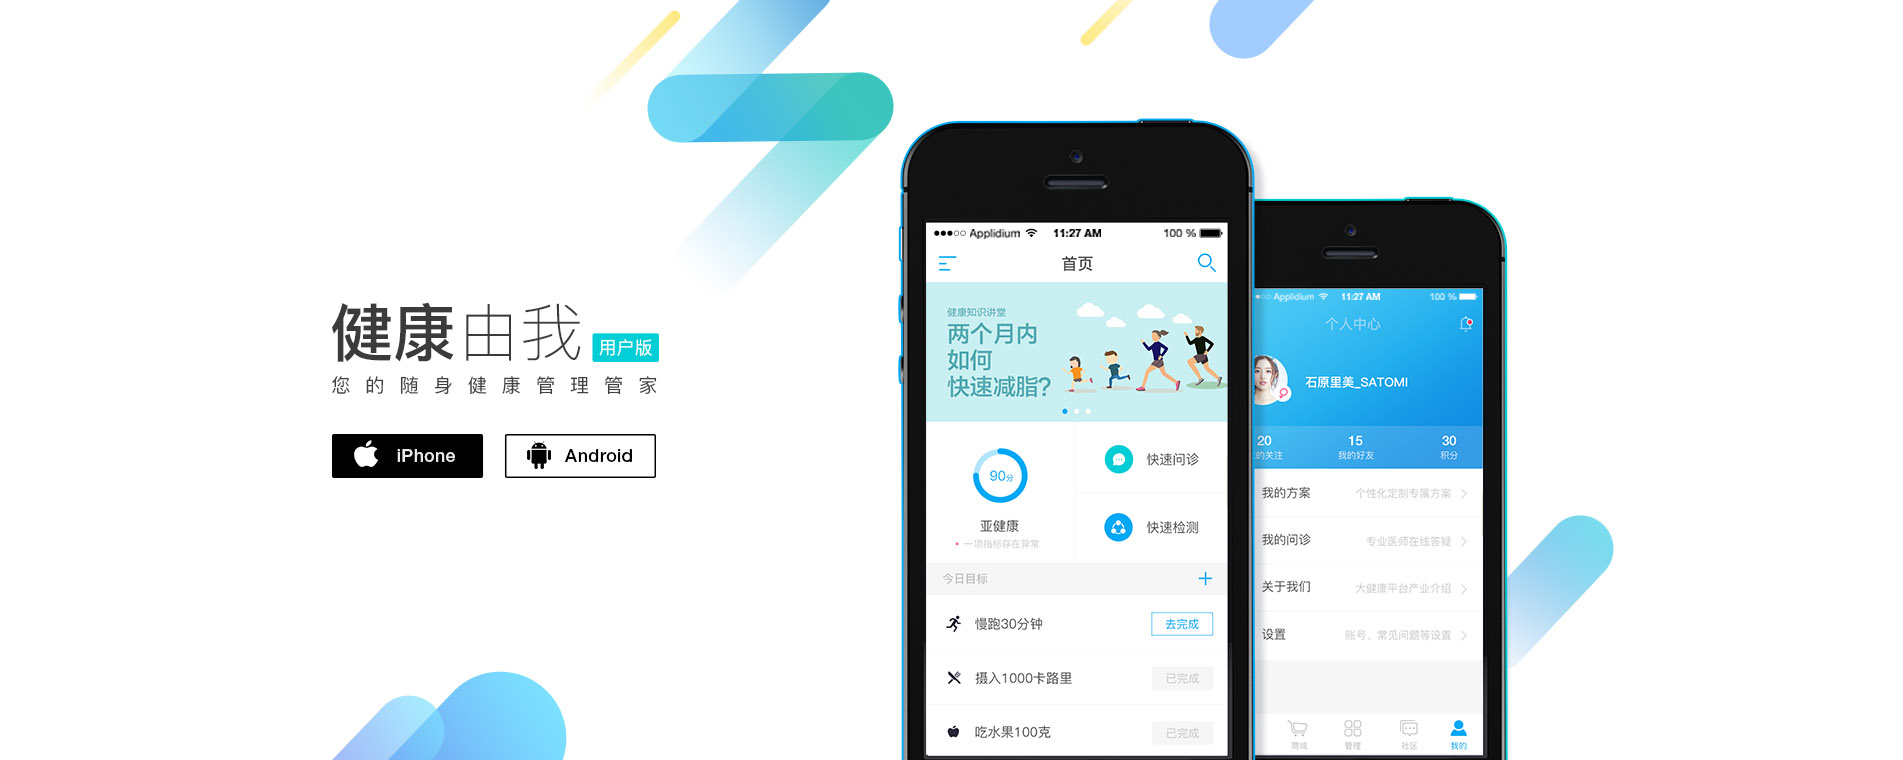 健康由我 用户版
您的随身健康管理管家
iPhone
Android
Applidium 11:27 AM 100 %
首页
健康知识讲堂
两个月内
如何
快速减脂?
90分
亚健康
一项指标存在异常
快速问诊
快速检测
今日目标
慢跑30分钟 去完成
摄入1000卡路里 已完成
吃水果100克 已完成
Applidium 11:27 AM 100 %
个人中心
石原里美_SATOMI
20 15 30
的关注 我的好友 积分
我的方案 个性化定制专属方案
我的问诊 专业医师在线答疑
关于我们 大健康平台产业介绍
设置 账号、常见问题等设置
商城 管理 社区 我的